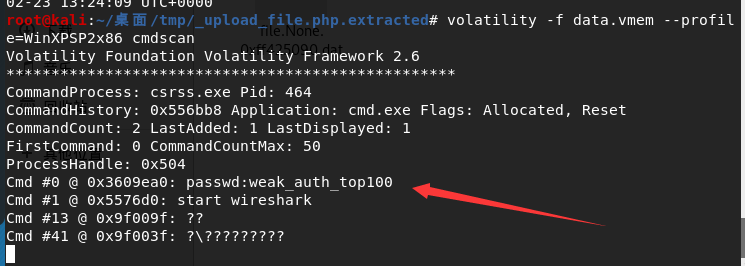 02-23 13:24:09 UTC+0000
root@kali:~/桌面/tmp/_upload_file.php.extracted# volatility -f data.vmem --profil
e=WinXPSP2x86 cmdscan
Volatility Foundation Volatility Framework 2.6
**************************************************
CommandProcess: csrss.exe Pid: 464
CommandHistory: 0x556bb8 Application: cmd.exe Flags: Allocated, Reset
CommandCount: 2 LastAdded: 1 LastDisplayed: 1
FirstCommand: 0 CommandCountMax: 50
ProcessHandle: 0x504
Cmd #0 @ 0x3609ea0: passwd:weak_auth_top100
Cmd #1 @ 0x5576d0: start wireshark
Cmd #13 @ 0x9f009f: ??
Cmd #41 @ 0x9f003f: ?\?????????